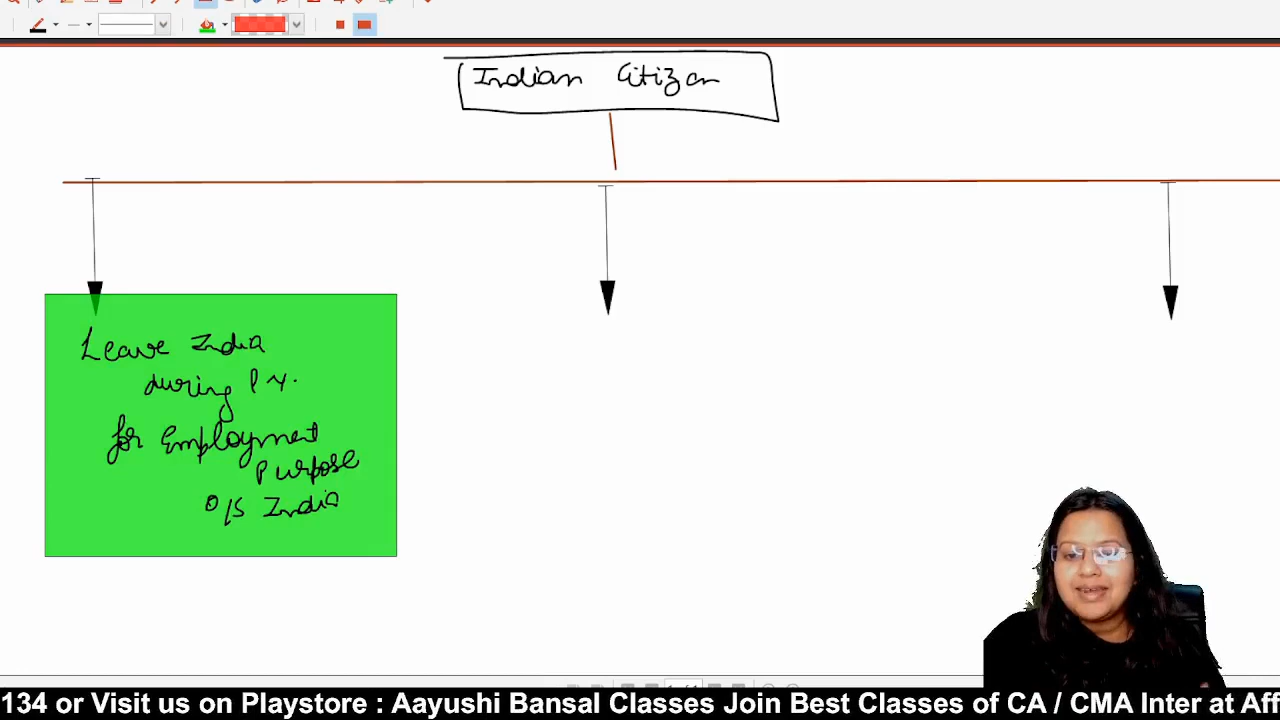 Indian Citizen
Leave India
during P.Y.
for Employment
Purpose
O/S India
134 or Visit us on Playstore : Aayushi Bansal Classes Join Best Classes of CA / CMA Inter at Aff